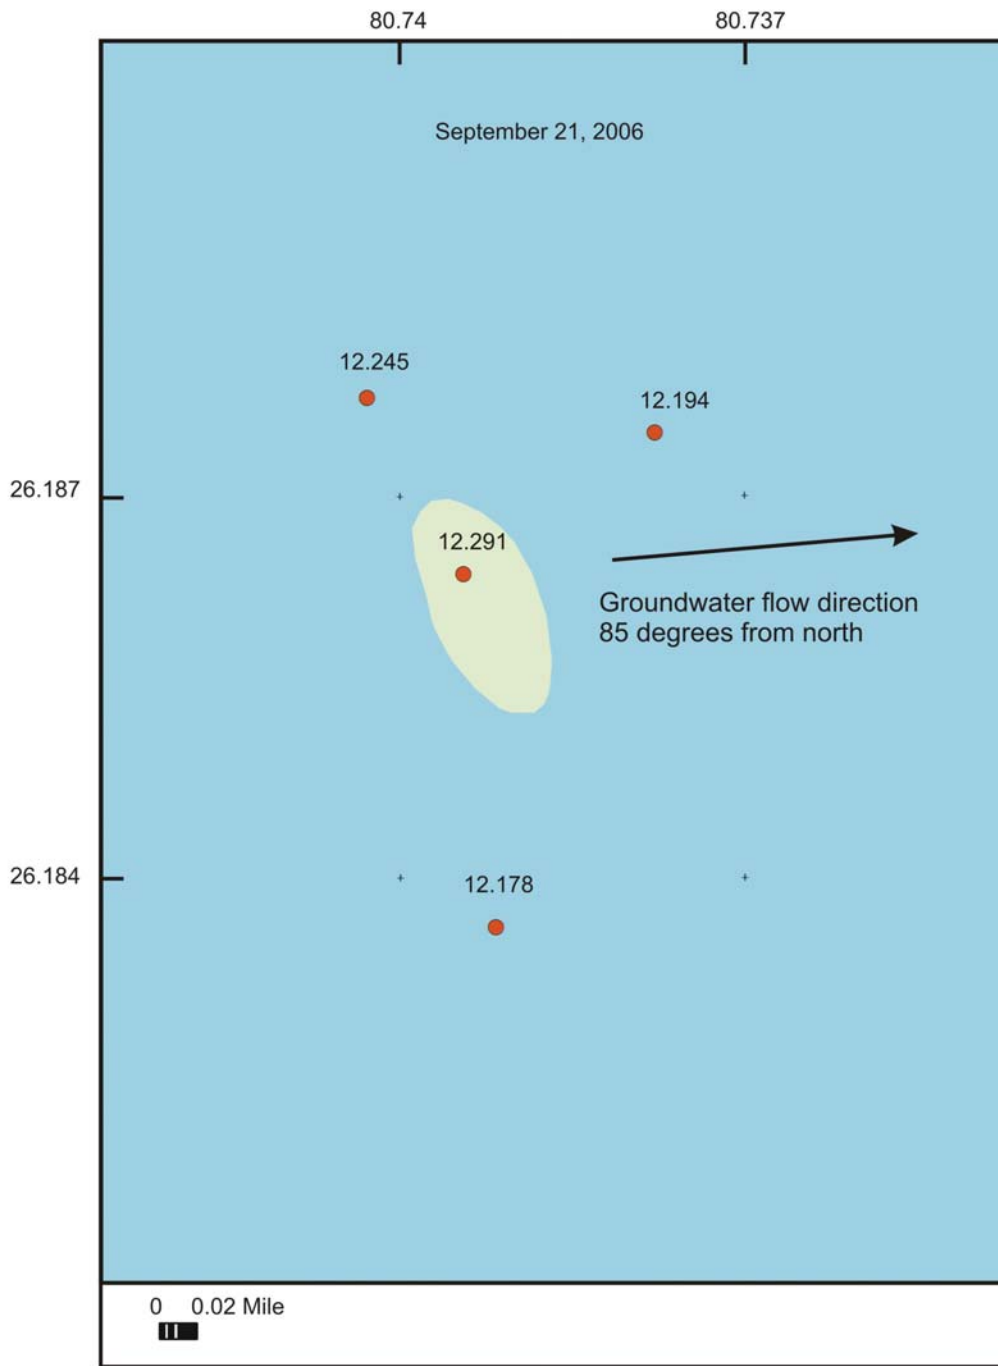 80.74 80.737
September 21, 2006
12.245
12.194
26.187
12.291
Groundwater flow direction
85 degrees from north
26.184
12.178
0 0.02 Mile